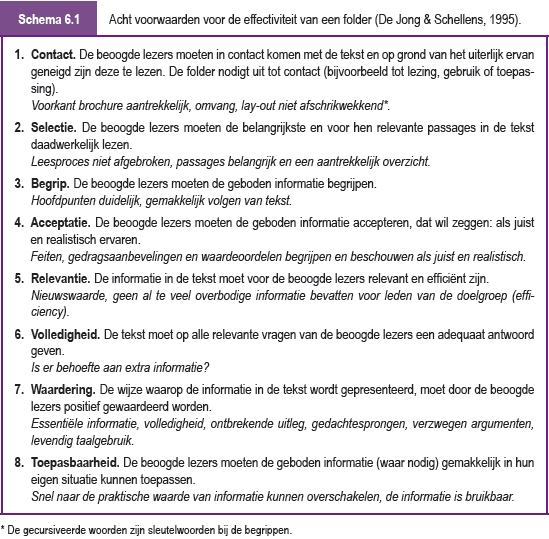 Schema 6.1 Acht voorwaarden voor de effectiviteit van een folder (De Jong & Schellens, 1995).
1. Contact. De beoogde lezers moeten in contact komen met de tekst en op grond van het uiterlijk ervan
geneigd zijn deze te lezen. De folder nodigt uit tot contact (bijvoorbeeld tot lezing, gebruik of toepas-
sing).
Voorkant brochure aantrekkelijk, omvang, lay-out niet afschrikwekkend*.
2. Selectie. De beoogde lezers moeten de belangrijkste en voor hen relevante passages in de tekst
daadwerkelijk lezen.
Leesproces niet afgebroken, passages belangrijk en een aantrekkelijk overzicht.
3. Begrip. De beoogde lezers moeten de geboden informatie begrijpen.
Hoofdpunten duidelijk, gemakkelijk volgen van tekst.
4. Acceptatie. De beoogde lezers moeten de geboden informatie accepteren, dat wil zeggen: als juist
en realistisch ervaren.
Feiten, gedragsaanbevelingen en waardeoordelen begrijpen en beschouwen als juist en realistisch.
5. Relevantie. De informatie in de tekst moet voor de beoogde lezers relevant en efficiënt zijn.
Nieuwswaarde, geen al te veel overbodige informatie bevatten voor leden van de doelgroep (effi-
ciency).
6. Volledigheid. De tekst moet op alle relevante vragen van de beoogde lezers een adequaat antwoord
geven.
Is er behoefte aan extra informatie?
7. Waardering. De wijze waarop de informatie in de tekst wordt gepresenteerd, moet door de beoogde
lezers positief gewaardeerd worden.
Essentiële informatie, volledigheid, ontbrekende uitleg, gedachtesprongen, verzwegen argumenten,
levendig taalgebruik.
8. Toepasbaarheid. De beoogde lezers moeten de geboden informatie (waar nodig) gemakkelijk in hun
eigen situatie kunnen toepassen.
Snel naar de praktische waarde van informatie kunnen overschakelen, de informatie is bruikbaar.
* De gecursiveerde woorden zijn sleutelwoorden bij de begrippen.